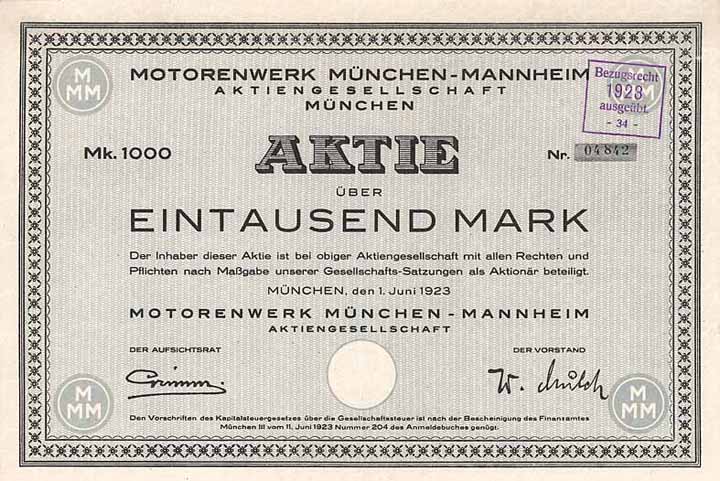 M
MM
MOTORENWERK MÜNCHEN-MANNHEIM
AKTIENGESELLSCHAFT
MÜNCHEN
Bezugsrecht
1923
ausgeübt.
- 34 -
Mk. 1000
AKTIE
Nr. 04842
ÜBER
EINTAUSEND MARK
Der Inhaber dieser Aktie ist bei obiger Aktiengesellschaft mit allen Rechten und
Pflichten nach Maßgabe unserer Gesellschafts-Satzungen als Aktionär beteiligt.
MÜNCHEN, den 1. Juni 1923
MOTORENWERK MÜNCHEN-MANNHEIM
AKTIENGESELLSCHAFT
DER AUFSICHTSRAT
DER VORSTAND
M
MM
M
MM
Den Vorschriften des Kapitalsteuergesetzes über die Gesellschaftssteuer ist nach der Bescheinigung des Finanzamtes
München III vom 11. Juni 1923 Nummer 204 des Anmeldebuches genügt.